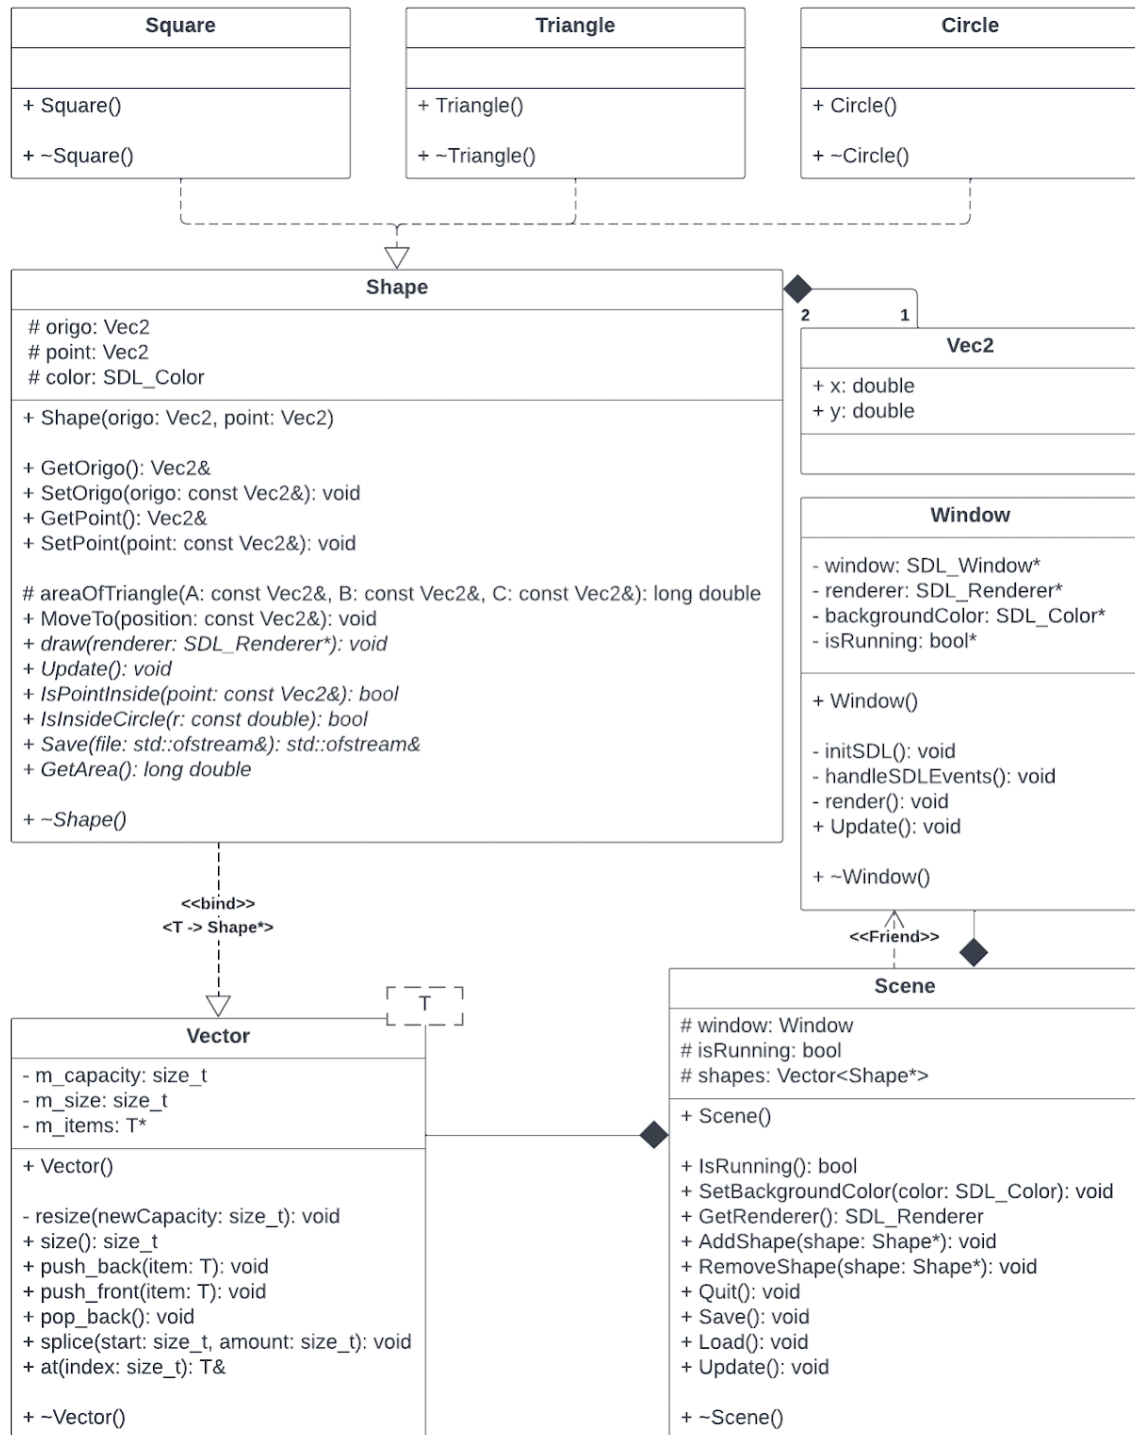 Square
+ Square()
+ ~Square()
Triangle
+ Triangle()
+ ~Triangle()
Circle
+ Circle()
+ ~Circle()
Shape
# origo: Vec2
# point: Vec2
# color: SDL_Color
+ Shape(origo: Vec2, point: Vec2)
+ GetOrigo(): Vec2&
+ SetOrigo(origo: const Vec2&): void
+ GetPoint(): Vec2&
+ SetPoint(point: const Vec2&): void
# areaOfTriangle(A: const Vec2&, B: const Vec2&, C: const Vec2&): long double
+ MoveTo(position: const Vec2&): void
+ draw(renderer: SDL_Renderer*): void
+ Update(): void
+ IsPointInside(point: const Vec2&): bool
+ IsInsideCircle(r: const double): bool
+ Save(file: std::ofstream&): std::ofstream&
+ GetArea(): long double
+ ~Shape()
2
1
Vec2
+ x: double
+ y: double
Window
- window: SDL_Window*
- renderer: SDL_Renderer*
- backgroundColor: SDL_Color*
- isRunning: bool*
+ Window()
- initSDL(): void
- handleSDLEvents(): void
- render(): void
+ Update(): void
+ ~Window()
<<bind>>
<T -> Shape*>
<<Friend>>
T
Vector
- m_capacity: size_t
- m_size: size_t
- m_items: T*
+ Vector()
- resize(newCapacity: size_t): void
+ size(): size_t
+ push_back(item: T): void
+ push_front(item: T): void
+ pop_back(): void
+ splice(start: size_t, amount: size_t): void
+ at(index: size_t): T&
+ ~Vector()
Scene
# window: Window
# isRunning: bool
# shapes: Vector<Shape*>
+ Scene()
+ IsRunning(): bool
+ SetBackgroundColor(color: SDL_Color): void
+ GetRenderer(): SDL_Renderer
+ AddShape(shape: Shape*): void
+ RemoveShape(shape: Shape*): void
+ Quit(): void
+ Save(): void
+ Load(): void
+ Update(): void
+ ~Scene()